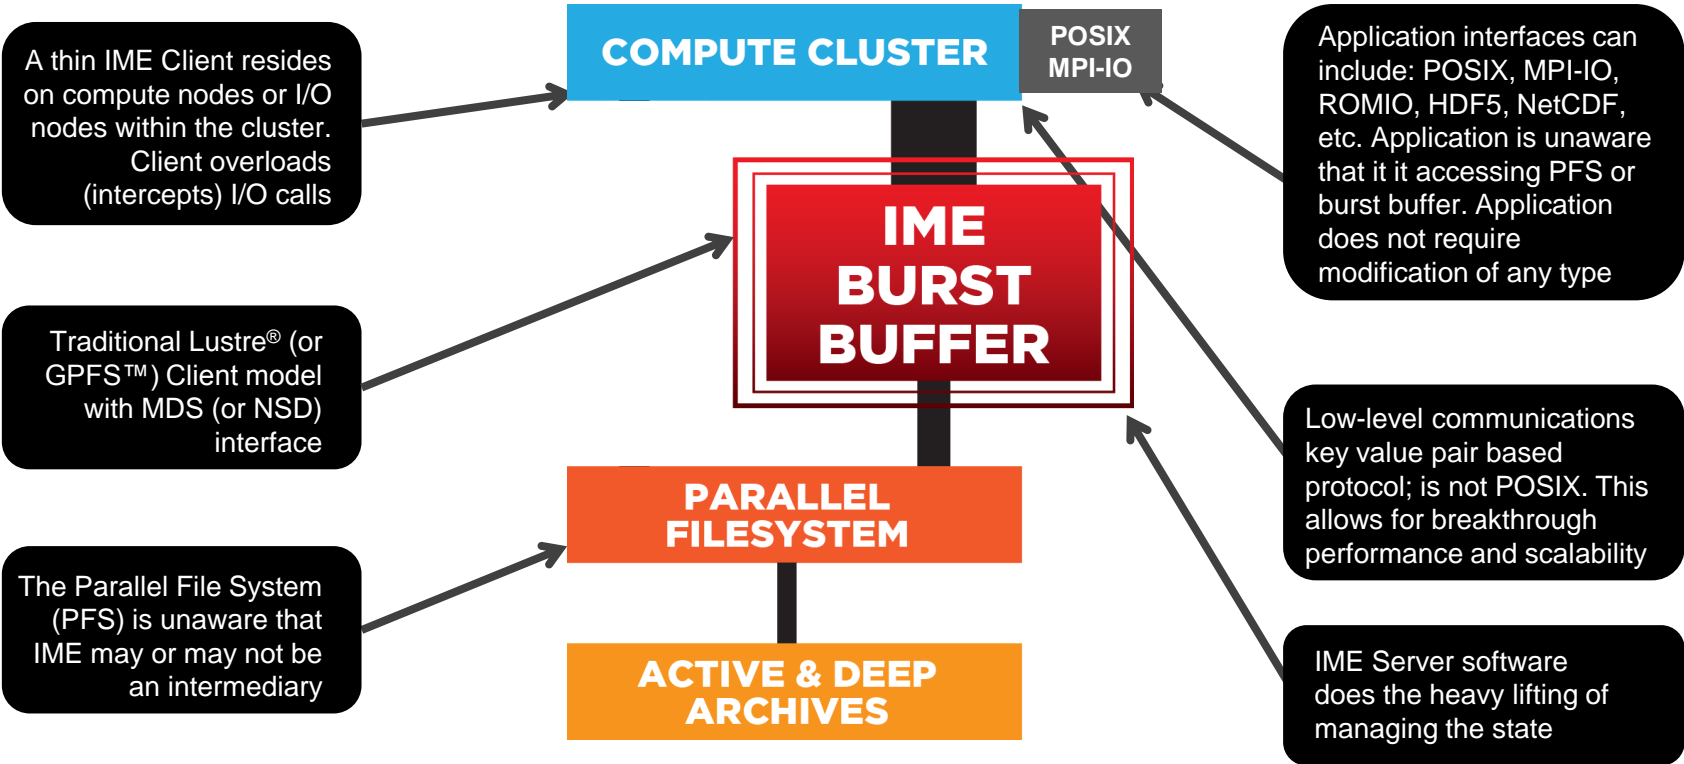 A thin IME Client resides
on compute nodes or I/O
nodes within the cluster.
Client overloads
(intercepts) I/O calls
Traditional Lustre® (or
GPFS™) Client model
with MDS (or NSD)
interface
The Parallel File System
(PFS) is unaware that
IME may or may not be
an intermediary
COMPUTE CLUSTER
POSIX
MPI-IO
IME
BURST
BUFFER
PARALLEL
FILESYSTEM
ACTIVE & DEEP
ARCHIVES
Application interfaces can
include: POSIX, MPI-IO,
ROMIO, HDF5, NetCDF,
etc. Application is unaware
that it it accessing PFS or
burst buffer. Application
does not require
modification of any type
Low-level communications
key value pair based
protocol; is not POSIX. This
allows for breakthrough
performance and scalability
IME Server software
does the heavy lifting of
managing the state